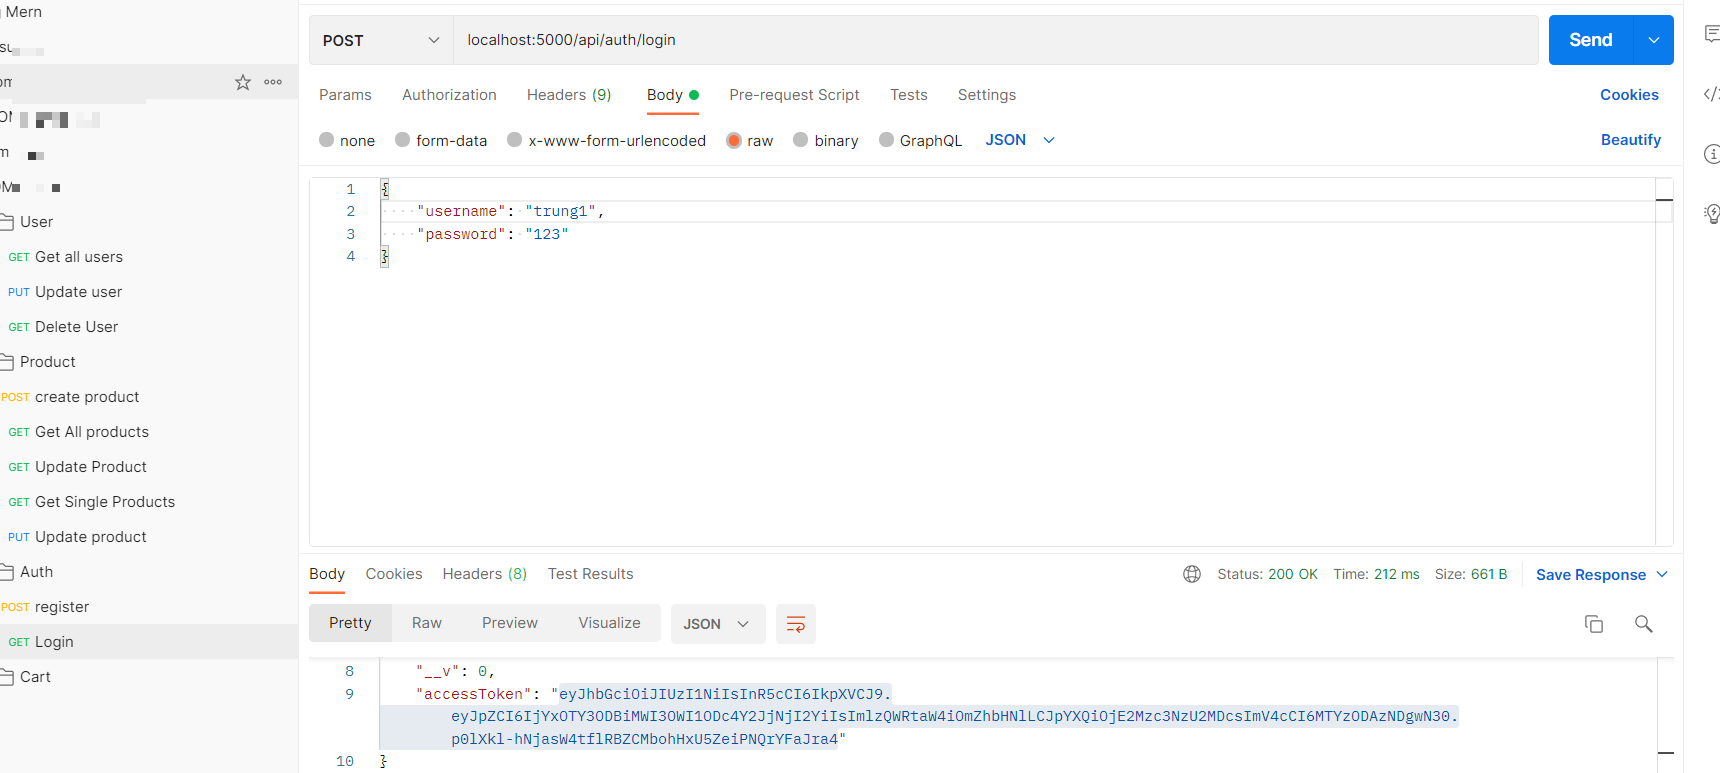 Mern
POST
localhost:5000/api/auth/login
Send
Params Authorization Headers (9) Body Pre-request Script Tests Settings Cookies
none form-data x-www-form-urlencoded raw binary GraphQL JSON Beautify
1 {
2 "username": "trung1",
3 "password": "123"
4 }
User
GET Get all users
PUT Update user
GET Delete User
Product
POST create product
GET Get All products
GET Update Product
GET Get Single Products
PUT Update product
Auth
POST register
GET Login
Cart
Body Cookies Headers (8) Test Results Status: 200 OK Time: 212 ms Size: 661 B Save Response
Pretty Raw Preview Visualize JSON
8 "__v": 0,
9 "accessToken": "eyJhbGciOiJIUzI1NiIsInR5cCI6IkpXVCJ9.
eyJpZCI6IjYxOTY3ODBiMWI3OWI1ODc4Y2JjNjI2YiIsImlzQWRtaW4iOmZhbHNlLCJpYXQiOjE2Mzc3NzU2MDcsImV4cCI6MTYzODAzNDgwN30.
p0lXkl-hNjasW4tflRBZCMbohHxU5ZeiPNQrYFaJra4"
10 }